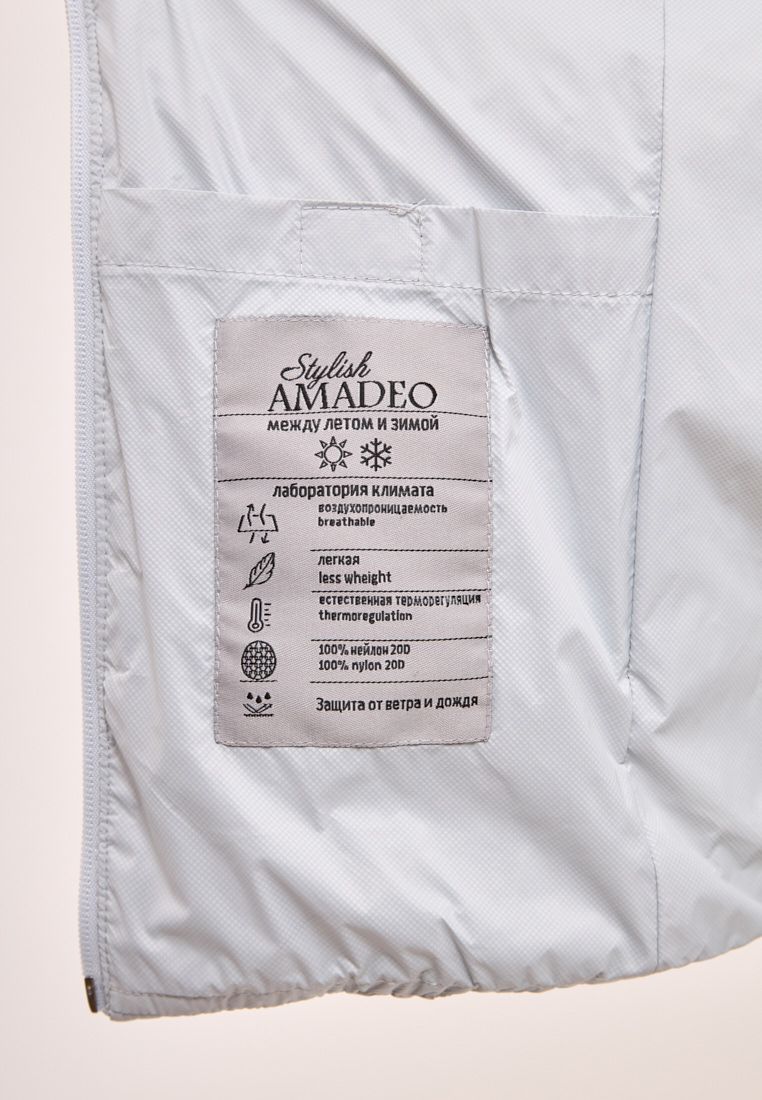 Stylish
AMADEO
между летом и зимой
лаборатория климата
воздухопроницаемость
breathable
легкая
less wheight
естественная терморегуляция
thermoregulation
100% нейлон 20D
100% nylon 20D
Защита от ветра и дождя